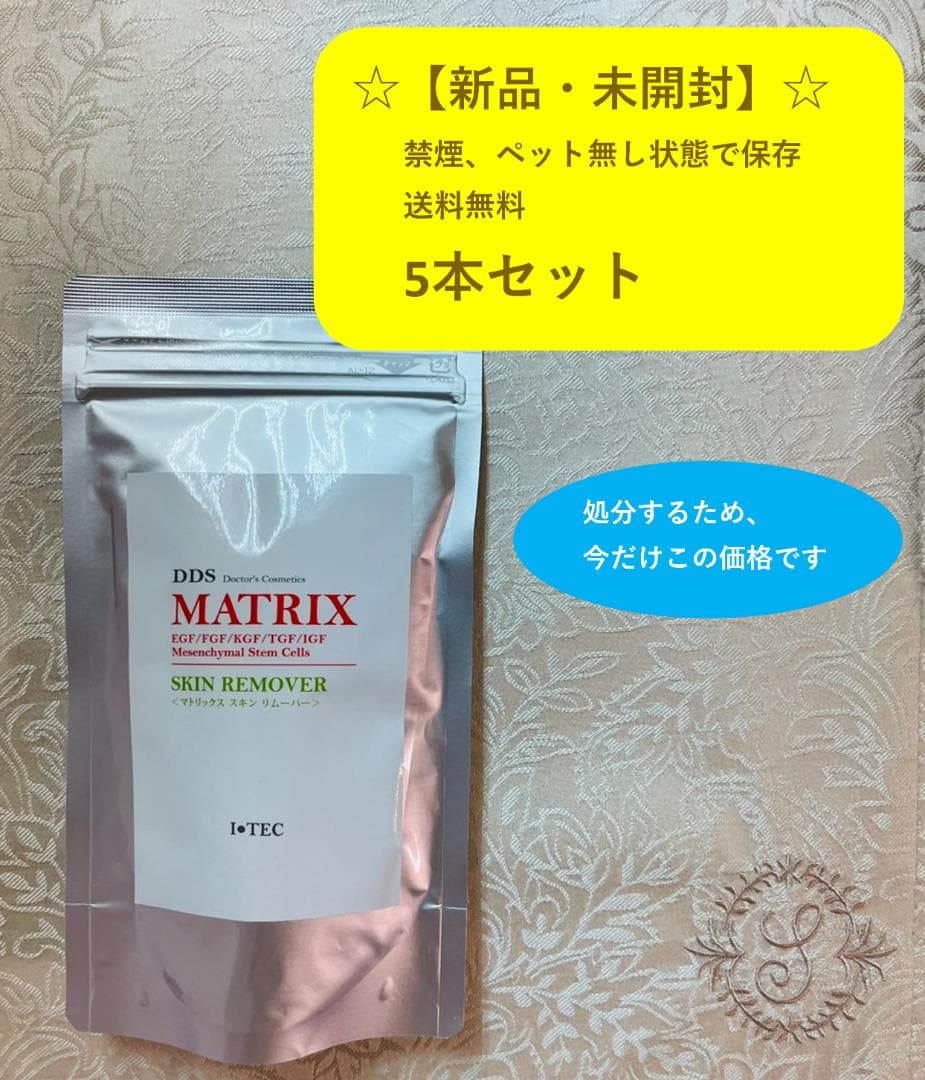 ☆【新品・未開封】☆
禁煙、ペット無し状態で保存
送料無料
5本セット
AL-12
処分するため、
今だけこの価格です
DDS Doctor's Cosmetics
MATRIX
EGF/FGF/KGF/TGF/IGF
Mesenchymal Stem Cells
SKIN REMOVER
<マトリックス スキン リムーバー>
I●TEC
S